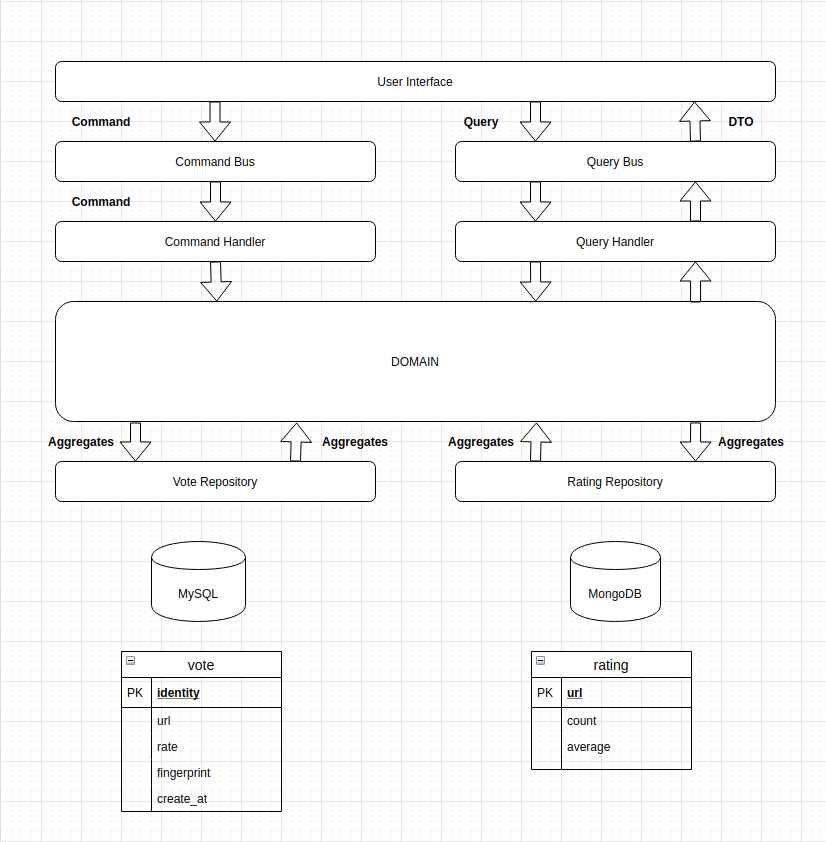 User Interface
Command
Query
DTO
Command Bus
Query Bus
Command
Command Handler
Query Handler
DOMAIN
Aggregates
Aggregates
Aggregates
Aggregates
Vote Repository
Rating Repository
MySQL
MongoDB
vote
PK identity
url
rate
fingerprint
create_at
rating
PK url
count
average